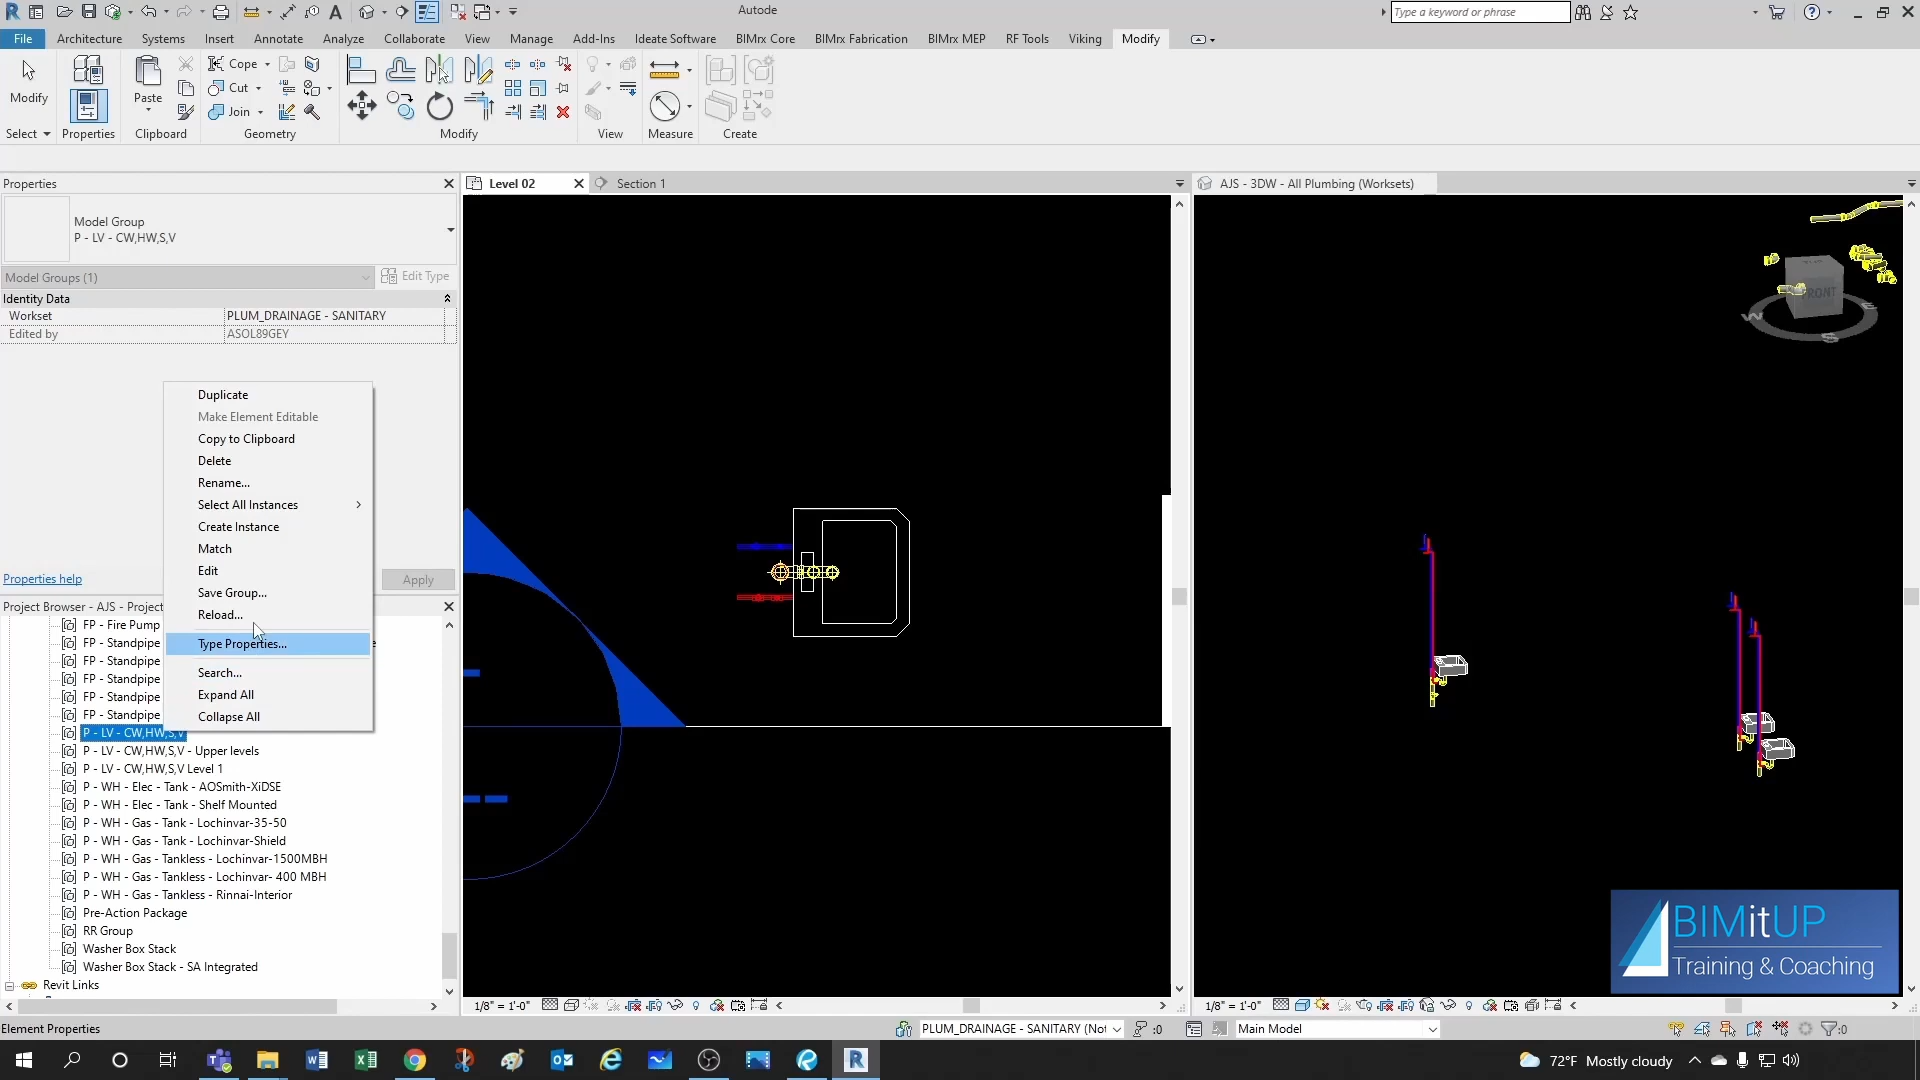 Autode
Type a keyword or phrase
File Architecture Systems Insert Annotate Analyze Collaborate View Manage Add-Ins Ideate Software BIMrx Core BIMrx Fabrication BIMrx MEP RF Tools Viking Modify
Modify Paste Cope Cut Join
Select Properties Clipboard Geometry Modify View Measure Create
Properties
Model Group
P - LV - CW,HW,S,V
Model Groups (1) Edit Type
Identity Data
Workset PLUM_DRAINAGE - SANITARY
Edited by ASOL89GEY
Duplicate
Make Element Editable
Copy to Clipboard
Delete
Rename...
Select All Instances
Create Instance
Match
Edit
Save Group...
Reload...
Type Properties...
Search...
Expand All
Collapse All
Properties help Apply
Project Browser - AJS - Project
FP - Fire Pump
FP - Standpipe
FP - Standpipe
FP - Standpipe
FP - Standpipe
FP - Standpipe
P - LV - CW,HW,S,V
P - LV - CW,HW,S,V - Upper levels
P - LV - CW,HW,S,V Level 1
P - WH - Elec - Tank - AOSmith-XiDSE
P - WH - Elec - Tank - Shelf Mounted
P - WH - Gas - Tank - Lochinvar-35-50
P - WH - Gas - Tank - Lochinvar-Shield
P - WH - Gas - Tankless - Lochinvar-1500MBH
P - WH - Gas - Tankless - Lochinvar- 400 MBH
P - WH - Gas - Tankless - Rinnai-Interior
Pre-Action Package
RR Group
Washer Box Stack
Washer Box Stack - SA Integrated
Revit Links
Level 02 Section 1
AJS - 3DW - All Plumbing (Worksets)
FRONT
W S E
BIMitUP
Training & Coaching
1/8" = 1'-0"
1/8" = 1'-0"
Element Properties PLUM_DRAINAGE - SANITARY (Not :0 Main Model :0
72°F Mostly cloudy